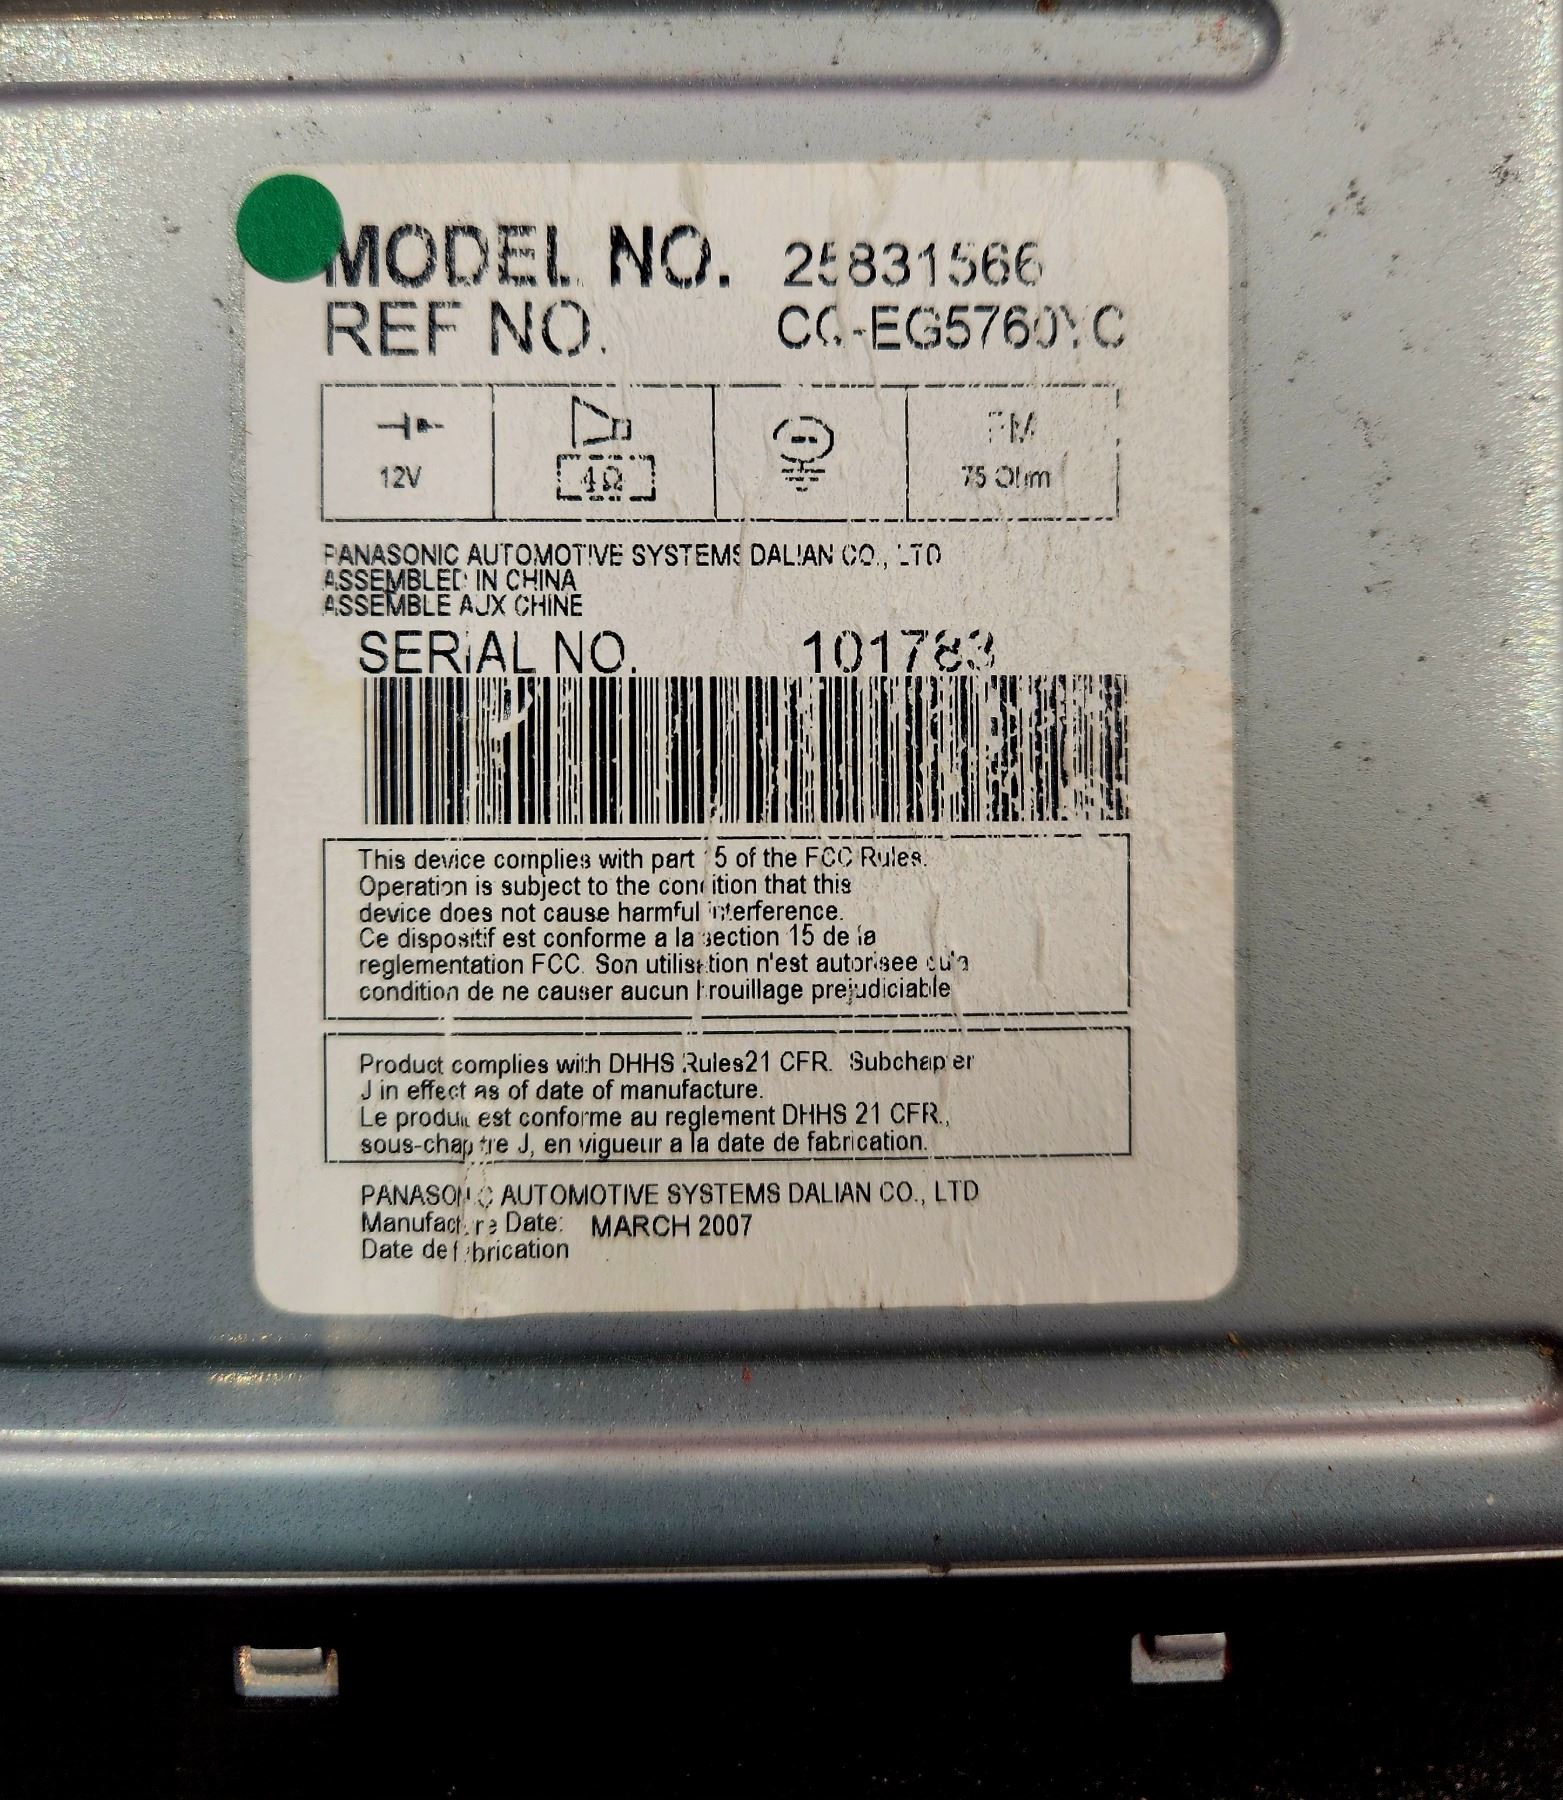 MODEL NO. 25831566
REF NO.
12V
4Ω
FM
75 Ohm
PANASONIC AUTOMOTIVE SYSTEMS DALIAN CO., LTD
ASSEMBLED IN CHINA
ASSEMBLE AUX CHINE
SERIAL NO. 101783
This device complies with part 15 of the FCC Rules.
Operation is subject to the condition that this
device does not cause harmful interference.
Ce dispositif est conforme a la section 15 de la
reglementation FCC. Son utilisation n'est autorisee qu'a
condition de ne causer aucun brouillage prejudiciable
Product complies with DHHS Rules21 CFR. Subchapter
J in effect as of date of manufacture.
Le produit est conforme au reglement DHHS 21 CFR.,
sous-chapitre J, en vigueur a la date de fabrication.
PANASONIC AUTOMOTIVE SYSTEMS DALIAN CO., LTD
Manufacture Date: MARCH 2007
Date de fabrication